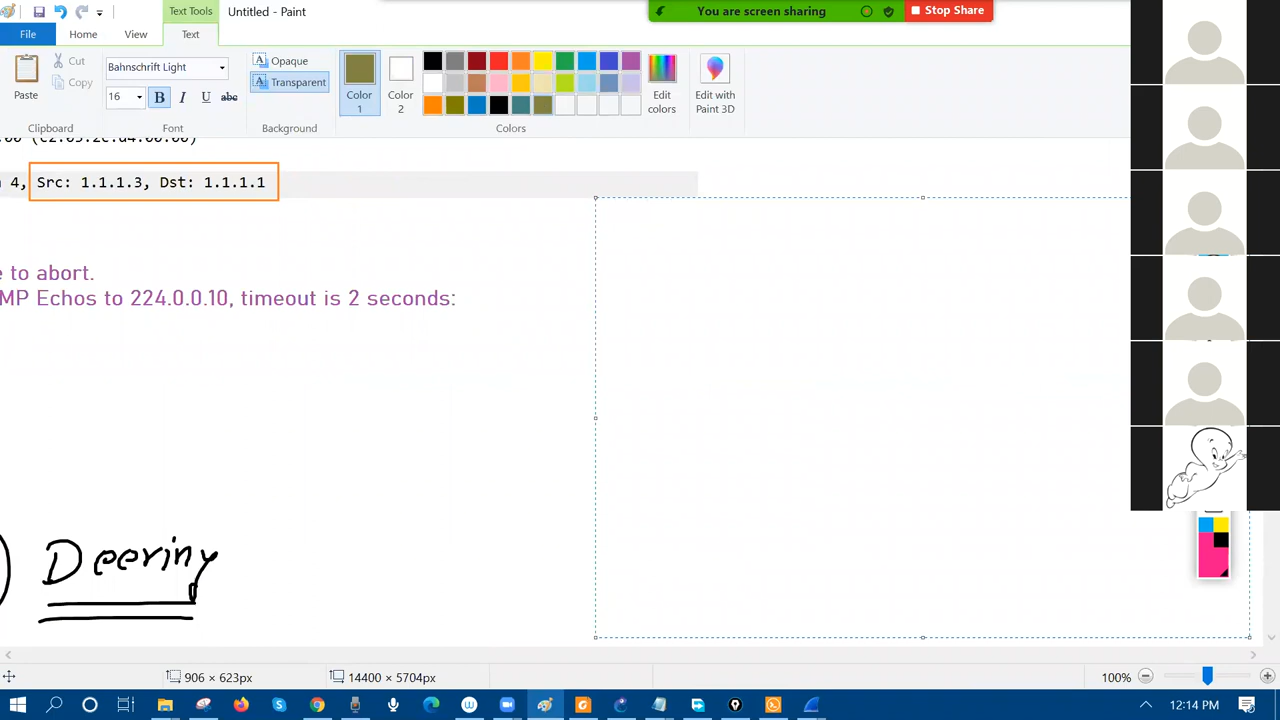 Text Tools
Untitled - Paint
You are screen sharing
Stop Share
File
Home
View
Text
Paste
Cut
Copy
Clipboard
Bahnschrift Light
16
B
I
U
abc
Font
Opaque
Transparent
Background
Color 1
Color 2
Colors
Edit colors
Edit with Paint 3D
4, Src: 1.1.1.3, Dst: 1.1.1.1
e to abort.
MP Echos to 224.0.0.10, timeout is 2 seconds:
Deering
906 × 623px
14400 × 5704px
100%
12:14 PM